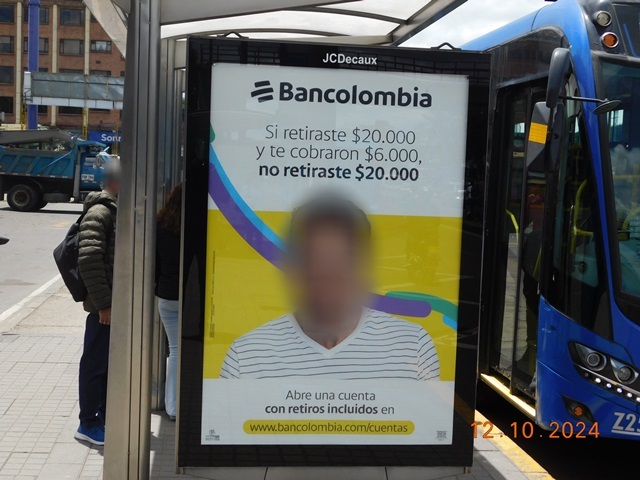 JCDecaux
Bancolombia
Si retiraste $20.000
y te cobraron $6.000,
no retiraste $20.000
Abre una cuenta
con retiros incluidos en
www.bancolombia.com/cuentas
12.10.2024